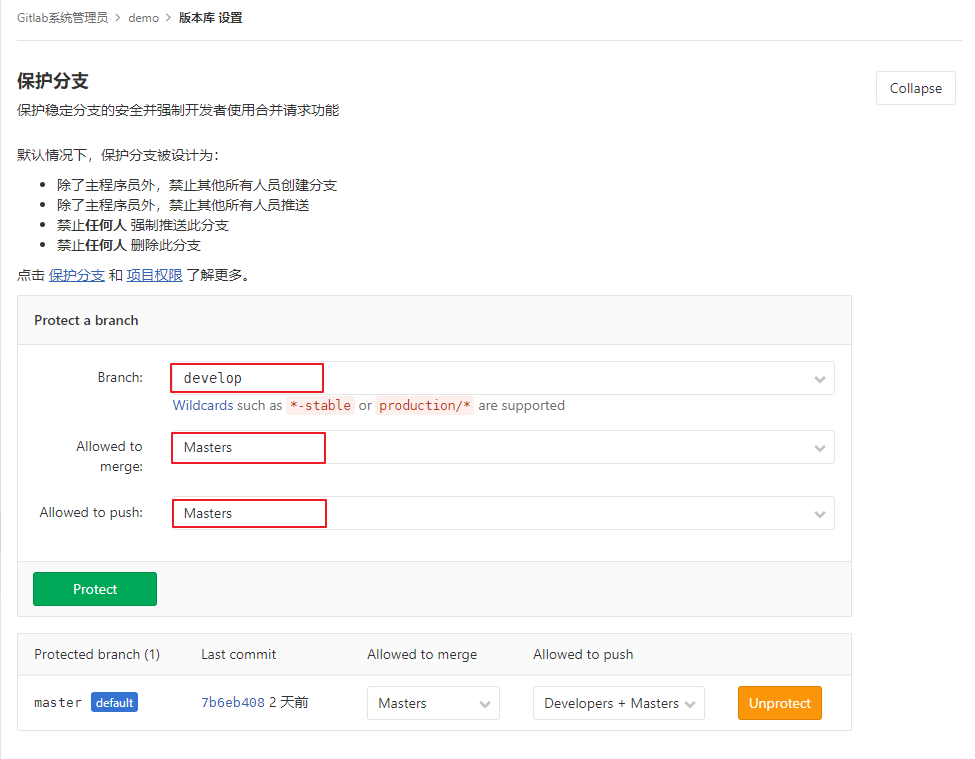 Gitlab系统管理员 > demo > 版本库 设置
保护分支
Collapse
保护稳定分支的安全并强制开发者使用合并请求功能
默认情况下，保护分支被设计为：
• 除了主程序员外，禁止其他所有人员创建分支
• 除了主程序员外，禁止其他所有人员推送
• 禁止任何人 强制推送此分支
• 禁止任何人 删除此分支
点击 保护分支 和 项目权限 了解更多。
Protect a branch
Branch: develop
Wildcards such as *-stable or production/* are supported
Allowed to merge: Masters
Allowed to push: Masters
Protect
Protected branch (1) Last commit Allowed to merge Allowed to push
master default 7b6eb408 2 天前 Masters Developers + Masters Unprotect